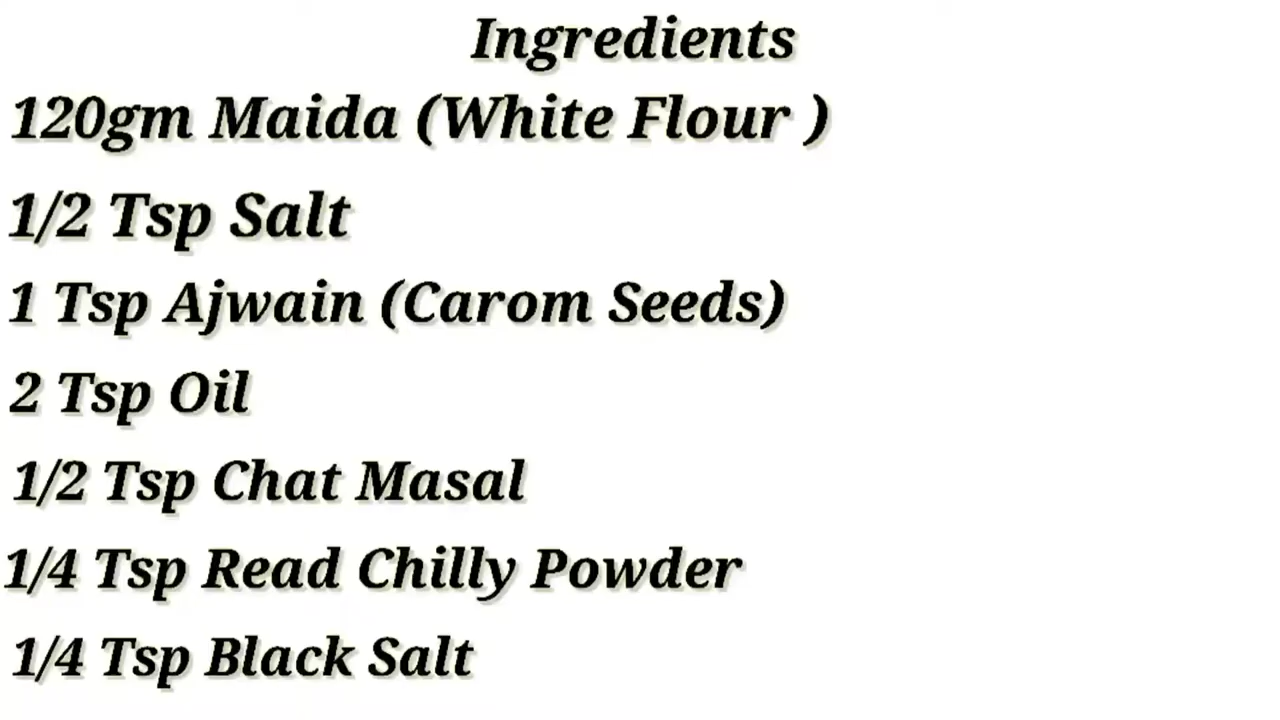 Ingredients
120gm Maida (White Flour )
1/2 Tsp Salt
1 Tsp Ajwain (Carom Seeds)
2 Tsp Oil
1/2 Tsp Chat Masal
1/4 Tsp Read Chilly Powder
1/4 Tsp Black Salt